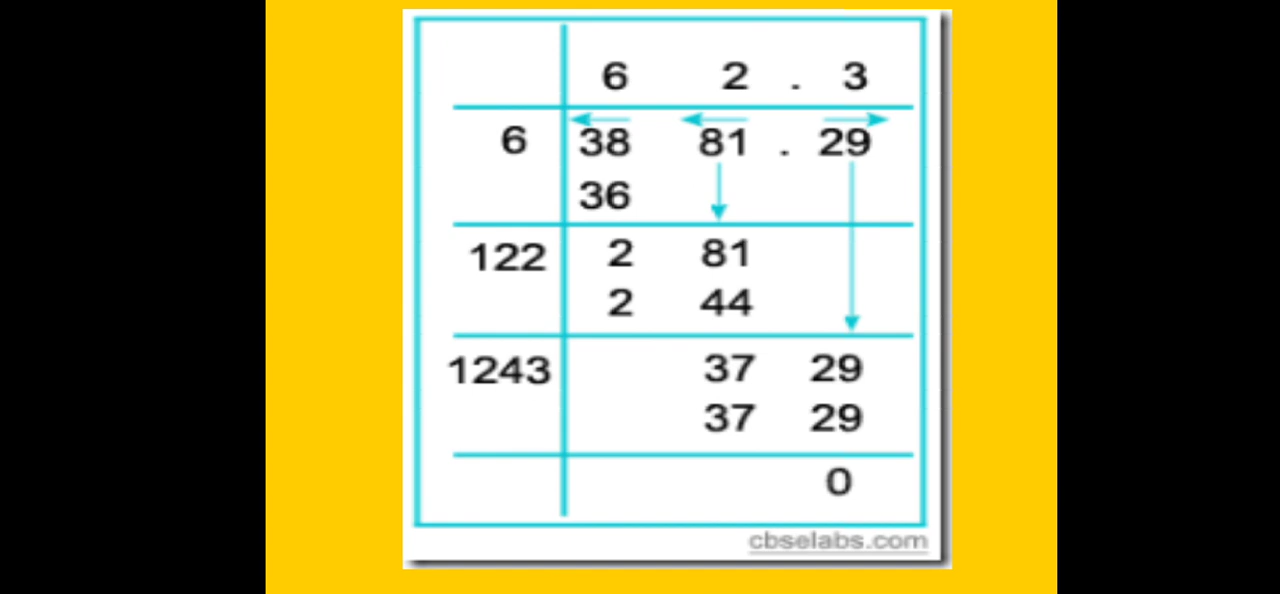 6 2 . 3
6 38 81 . 29
36
122 2 81
2 44
1243 37 29
37 29
0
cbselabs.com